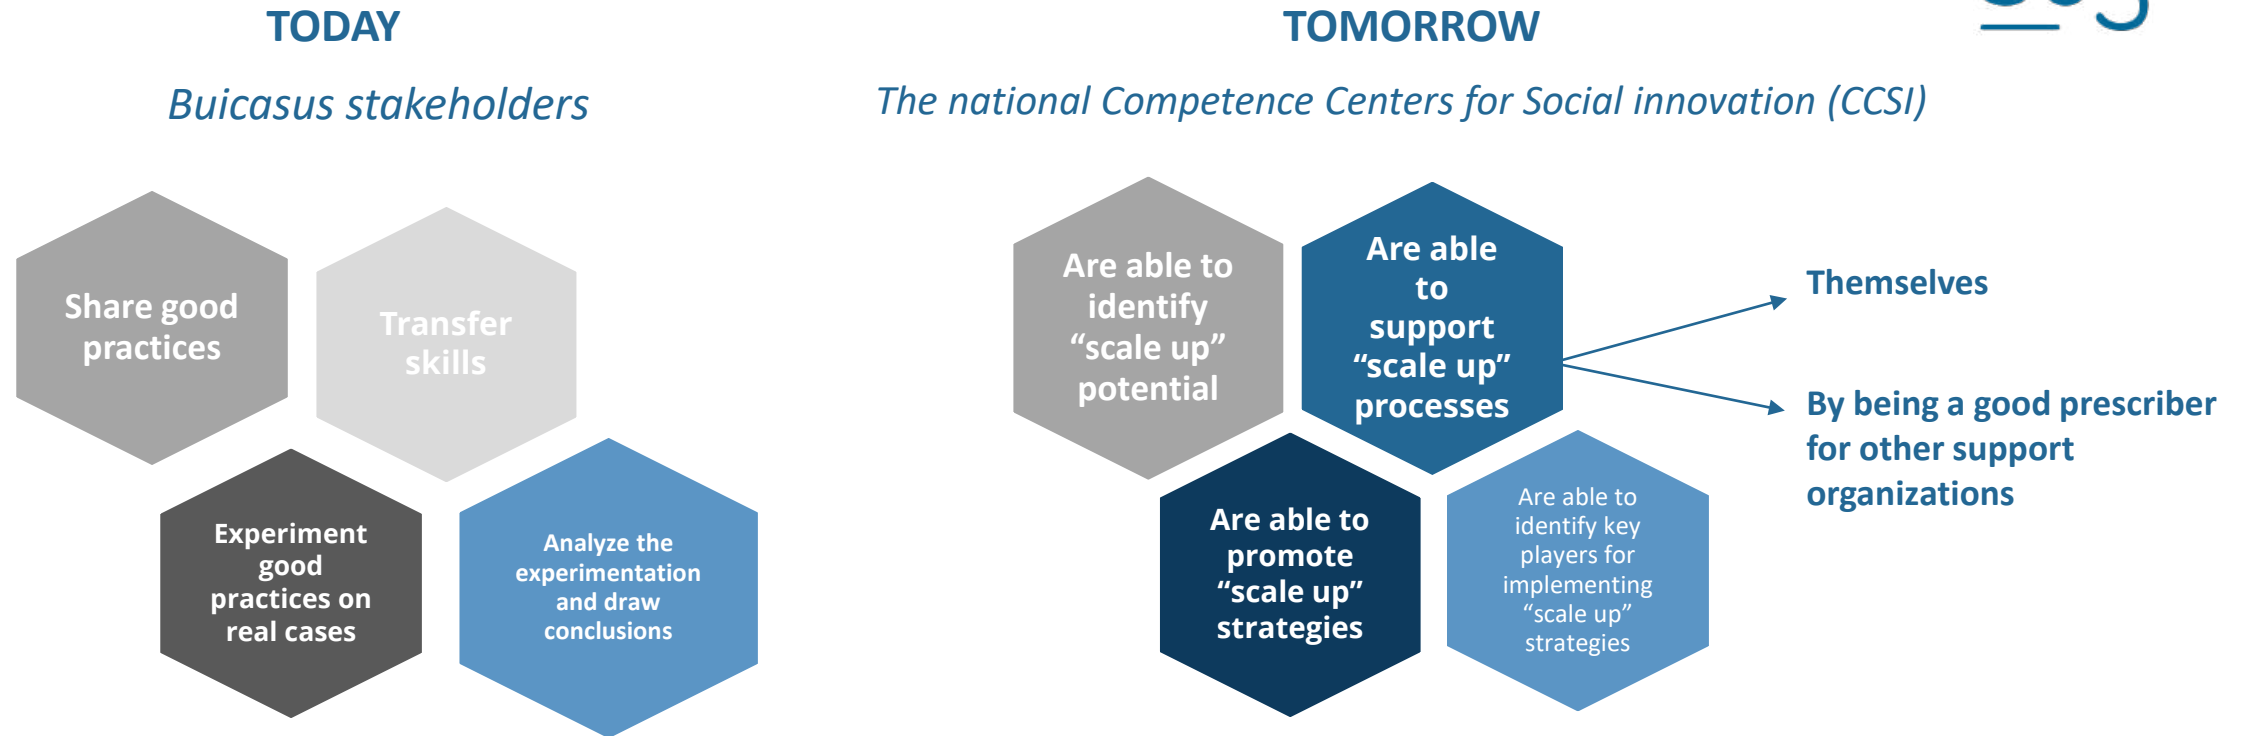 TODAY
Buicasus stakeholders
Share good
practices
Transfer
skills
Experiment
good
practices on
real cases
Analyze the
experimentation
and draw
conclusions
TOMORROW
The national Competence Centers for Social innovation (CCSI)
Are able to
identify
“scale up”
potential
Are able
to
support
“scale up”
processes
Are able to
promote
“scale up”
strategies
Are able to
identify key
players for
implementing
“scale up”
strategies
Themselves
By being a good prescriber
for other support
organizations